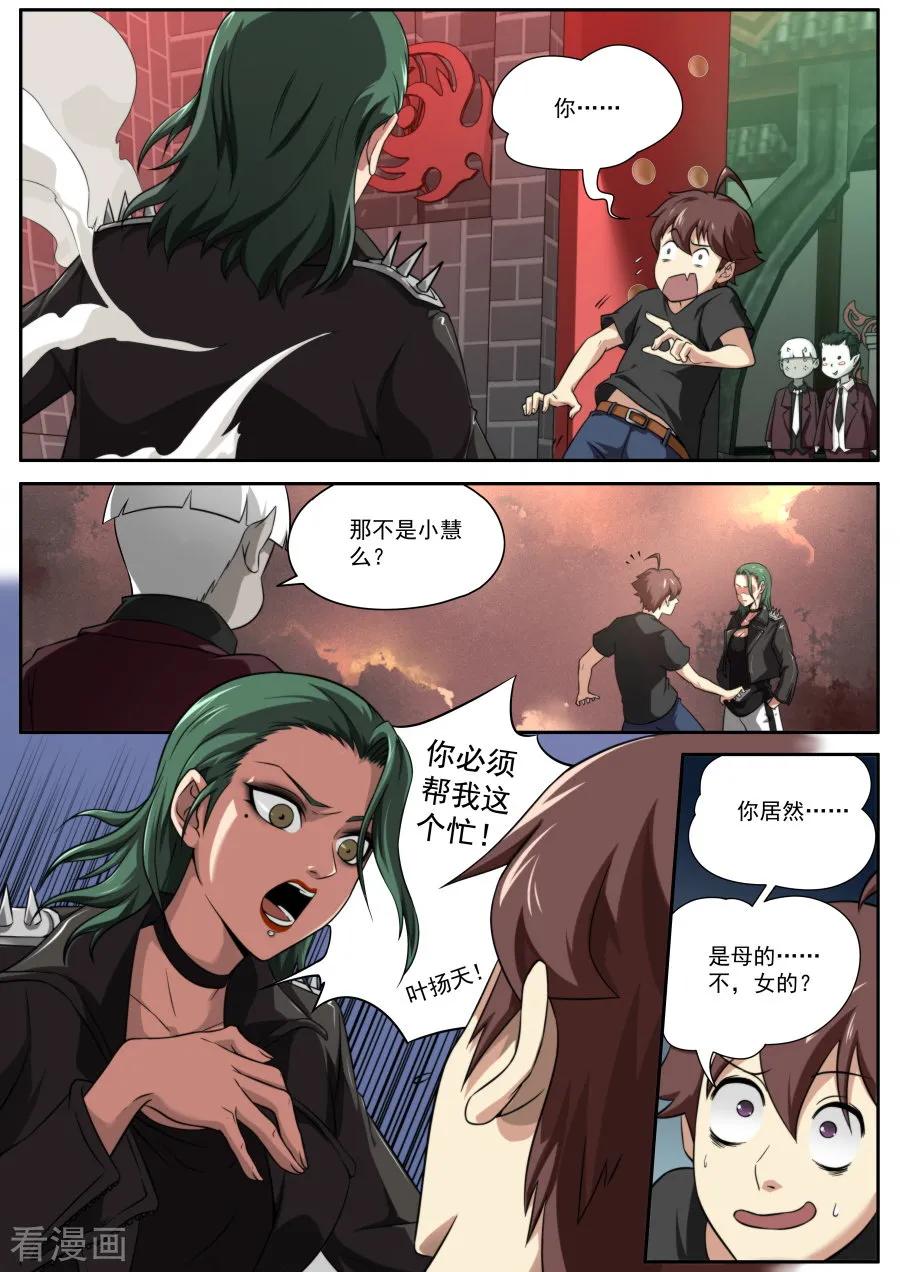 你……
那不是小慧
么？
你必须
帮我这
个忙！
叶扬天！
你居然……
是母的……
不，女的？
看漫画